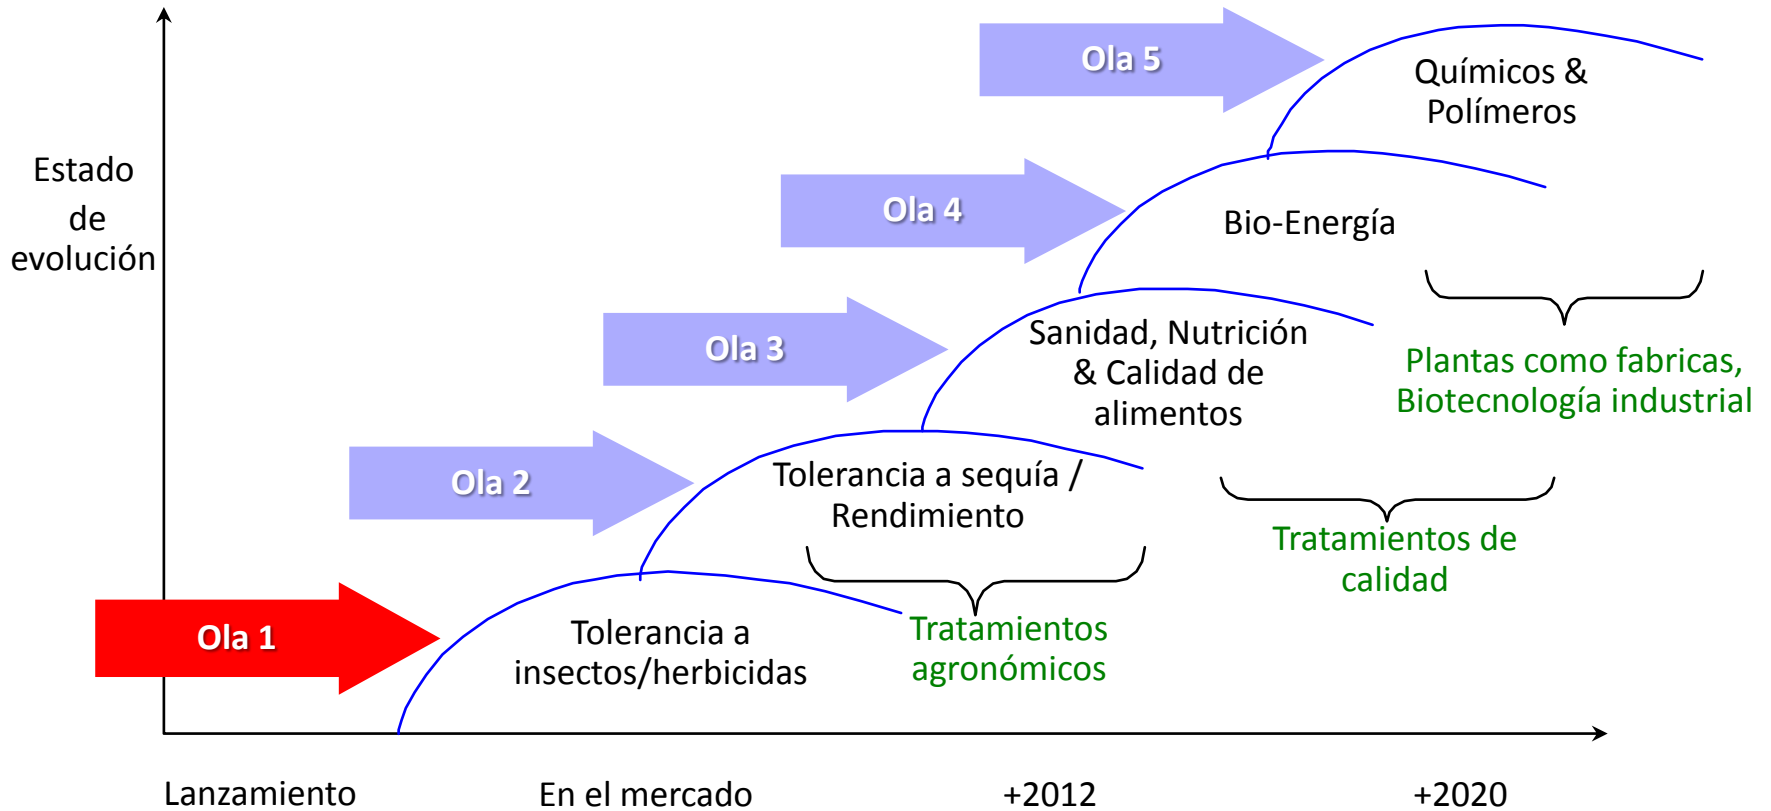 Ola 5
Químicos &
Polímeros
Estado
de
evolución
Ola 4
Bio-Energía
Ola 3
Sanidad, Nutrición
& Calidad de
alimentos
Plantas como fabricas,
Biotecnología industrial
Ola 2
Tolerancia a sequía /
Rendimiento
Tratamientos de
calidad
Ola 1
Tolerancia a
insectos/herbicidas
Tratamientos
agronómicos
Lanzamiento
En el mercado
+2012
+2020